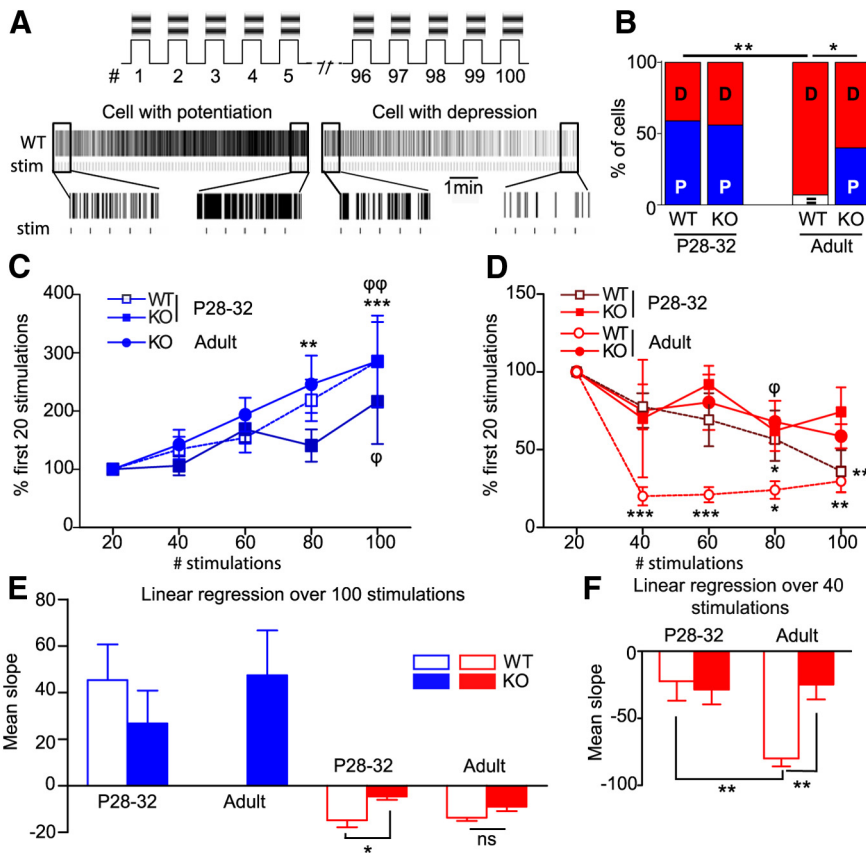 A
# 1 2 3 4 5 // 96 97 98 99 100
Cell with potentiation
Cell with depression
WT
stim
1min
stim
B
** *
100
50
0
% of cells
D D D D
P P = P
WT KO WT KO
P28-32 Adult
C
400
300
200
100
0
% first 20 stimulations
WT
KO
P28-32
KO Adult
φφ
***
**
φ
20 40 60 80 100
# stimulations
D
150
100
50
0
% first 20 stimulations
WT
KO
P28-32
WT
KO
Adult
φ
*
**
*** *** * **
20 40 60 80 100
# stimulations
E
Linear regression over 100 stimulations
80
60
40
20
0
-20
Mean slope
WT
KO
P28-32 Adult
P28-32 Adult
*
ns
F
Linear regression over 40
stimulations
P28-32 Adult
0
-50
-100
Mean slope
** **